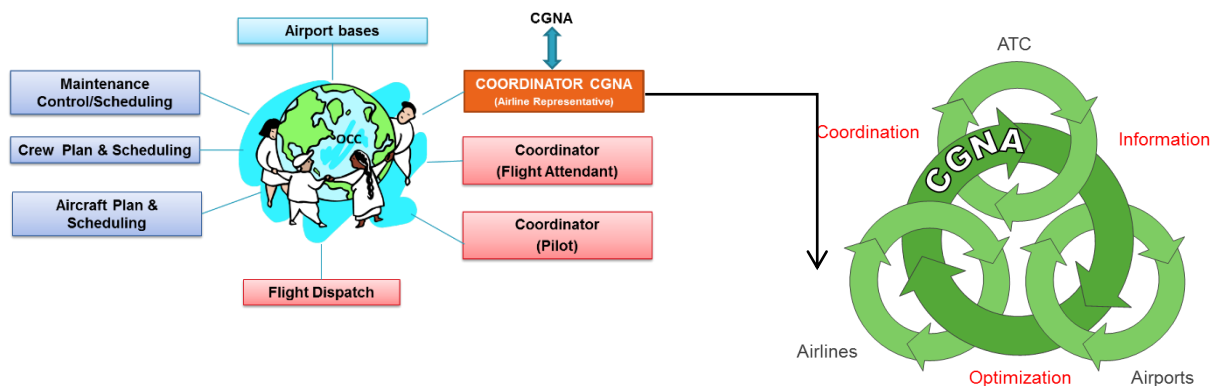 CGNA
Airport bases
Maintenance
Control/Scheduling
COORDINATOR CGNA
(Airline Representative)
OCC
Crew Plan & Scheduling
Coordinator
(Flight Attendant)
Aircraft Plan &
Scheduling
Coordinator
(Pilot)
Flight Dispatch
ATC
Coordination
Information
CGNA
Airlines
Optimization
Airports